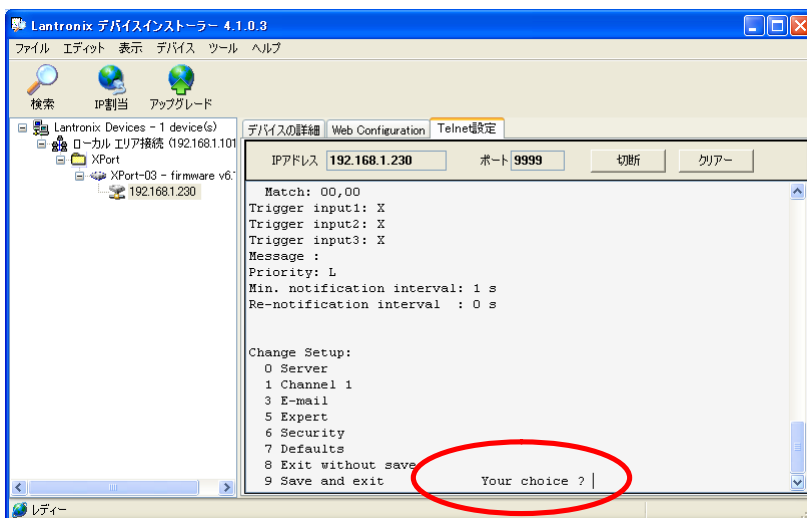 Lantronix デバイスインストーラー 4.1.0.3
ファイル エディット 表示 デバイス ツール ヘルプ
検索 IP割当 アップグレード
Lantronix Devices - 1 device(s)
ローカル エリア接続 (192.168.1.101
XPort
XPort-03 - firmware v6.
192.168.1.230
デバイスの詳細 Web Configuration Telnet設定
IPアドレス 192.168.1.230 ポート 9999 切断 クリアー
Match: 00,00
Trigger input1: X
Trigger input2: X
Trigger input3: X
Message :
Priority: L
Min. notification interval: 1 s
Re-notification interval : 0 s
Change Setup:
0 Server
1 Channel 1
3 E-mail
5 Expert
6 Security
7 Defaults
8 Exit without save
9 Save and exit Your choice ?
レディー